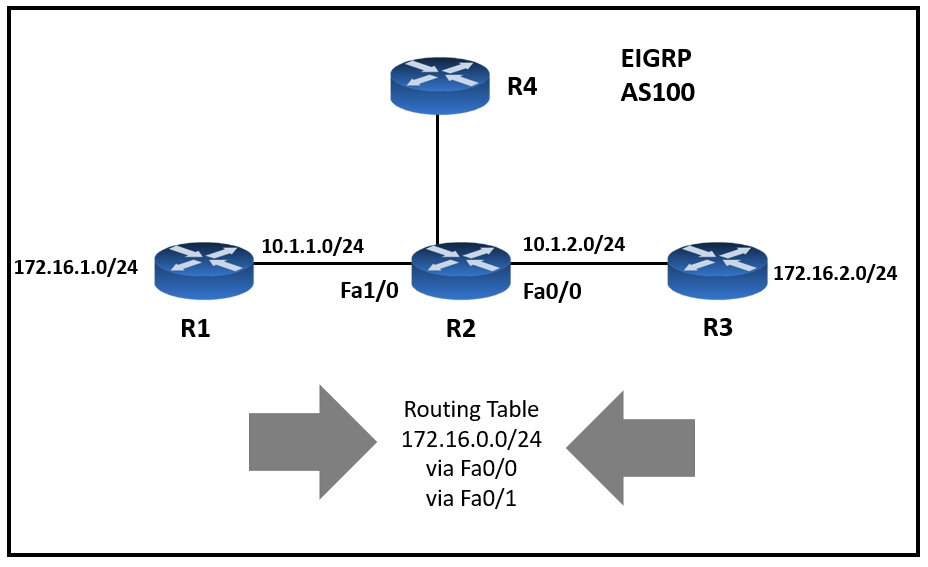 R4
EIGRP
AS100
172.16.1.0/24
10.1.1.0/24
10.1.2.0/24
172.16.2.0/24
Fa1/0
Fa0/0
R1
R2
R3
Routing Table
172.16.0.0/24
via Fa0/0
via Fa0/1